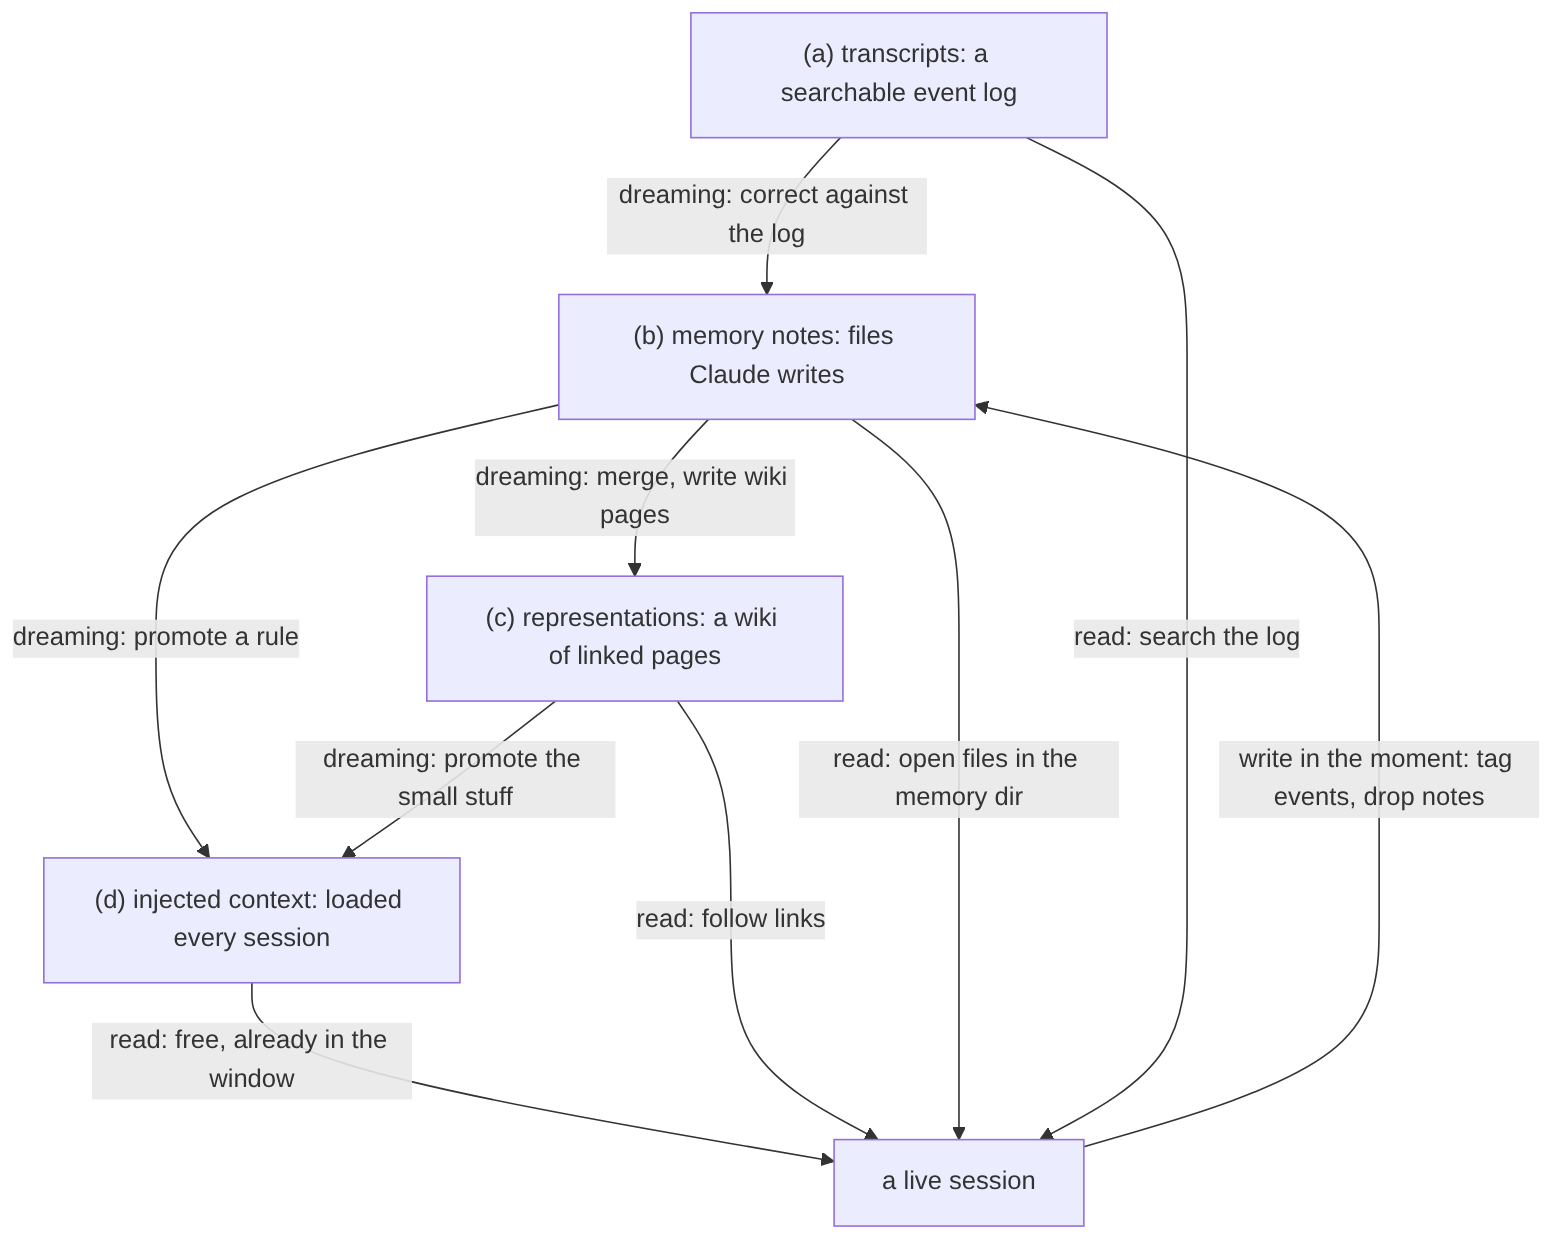 (a) transcripts: a
searchable event log
dreaming: correct against
the log
(b) memory notes: files
Claude writes
dreaming: merge, write wiki
pages
dreaming: promote a rule
(c) representations: a wiki
of linked pages
read: search the log
dreaming: promote the
small stuff
read: open files in the
memory dir
write in the moment: tag
events, drop notes
(d) injected context: loaded
every session
read: follow links
read: free, already in the
window
a live session